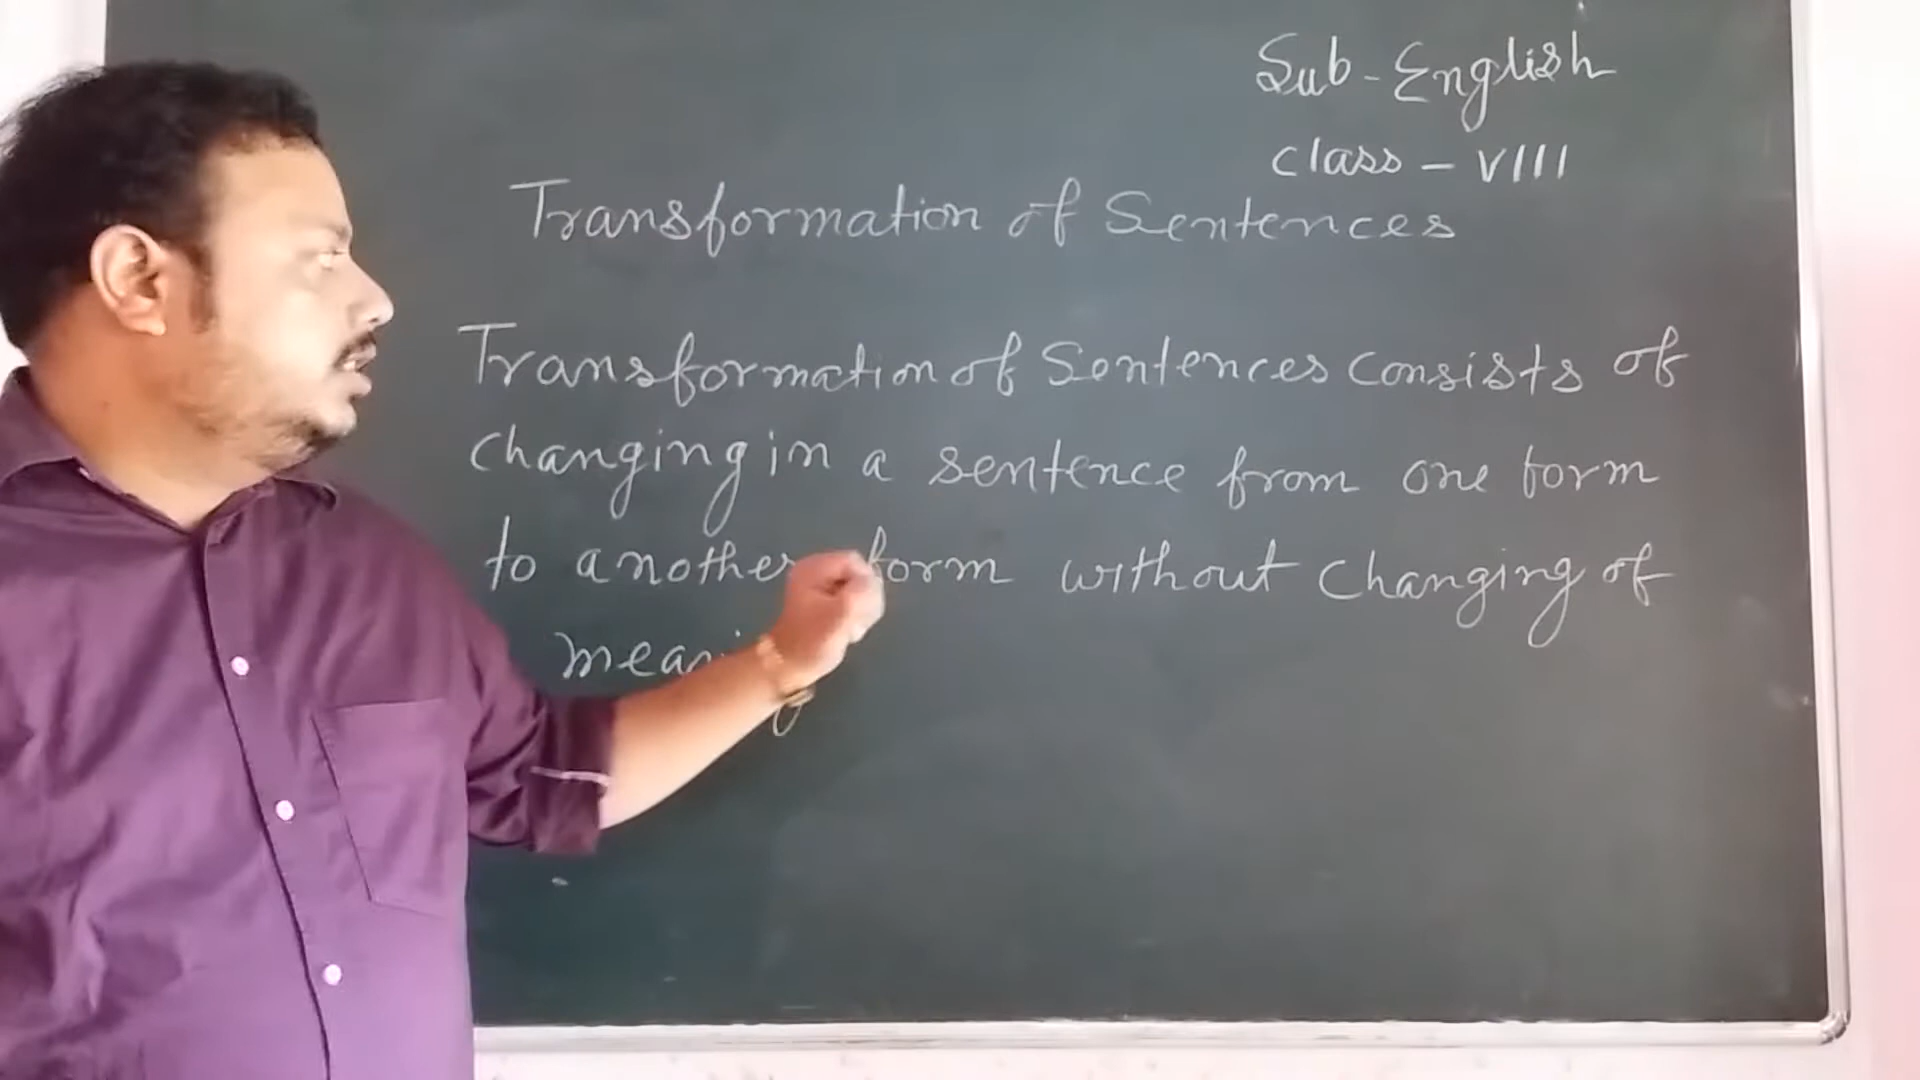 Sub - English
Class - VIII
Transformation of Sentences
Transformation of Sentences consists of
changing in a sentence from one form
to another form without changing of
meaning